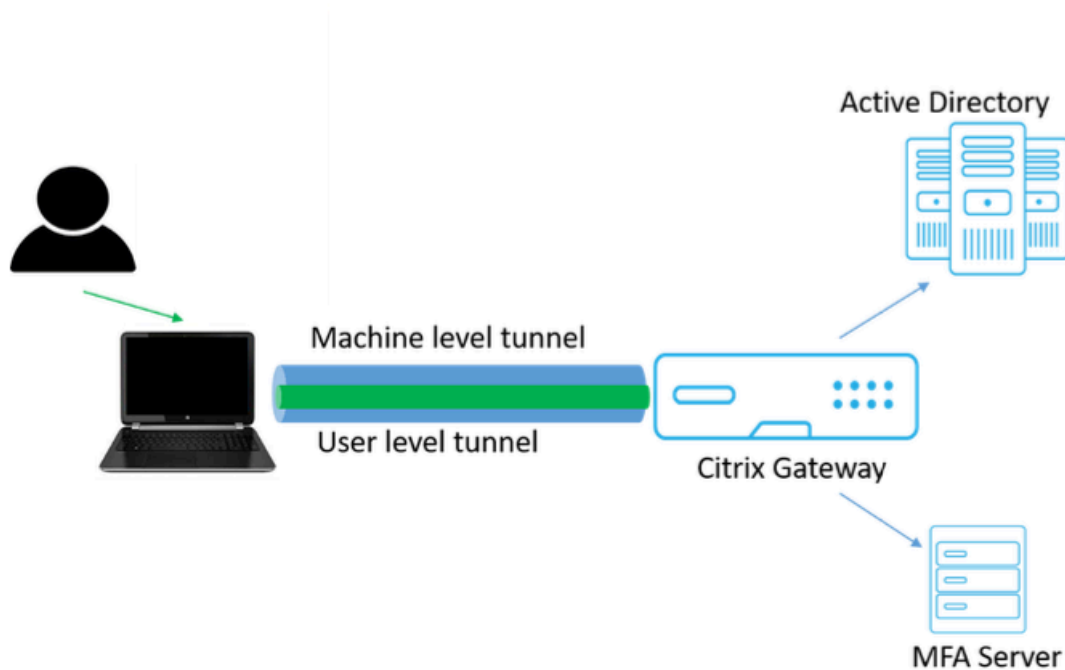 Active Directory
Machine level tunnel
User level tunnel
Citrix Gateway
MFA Server